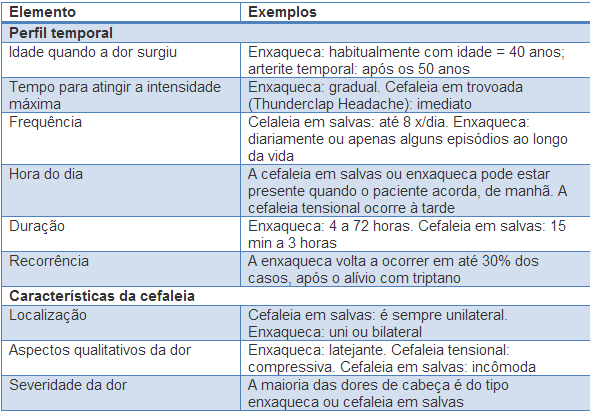 Elemento Exemplos
Perfil temporal
Idade quando a dor surgiu Enxaqueca: habitualmente com idade = 40 anos;
arterite temporal: após os 50 anos
Tempo para atingir a intensidade Enxaqueca: gradual. Cefaleia em trovoada
máxima (Thunderclap Headache): imediato
Frequência Celaleia em salvas: até 8 x/dia. Enxaqueca:
diariamente ou apenas alguns episódios ao longo
da vida
Hora do dia A cefaleia em salvas ou enxaqueca pode estar
presente quando o paciente acorda, de manhã. A
cefaleia tensional ocorre à tarde
Duração Enxaqueca: 4 a 72 horas. Cefaleia em salvas: 15
min a 3 horas
Recorrência A enxaqueca volta a ocorrer em até 30% dos
casos, após o alívio com triptano
Características da cefaleia
Localização Cefaleia em salvas: é sempre unilateral.
Enxaqueca: uni ou bilateral
Aspectos qualitativos da dor Enxaqueca: latejante. Cefaleia tensional:
compressiva. Cefaleia em salvas: incômoda
Severidade da dor A maioria das dores de cabeça é do tipo
enxaqueca ou cefaleia em salvas